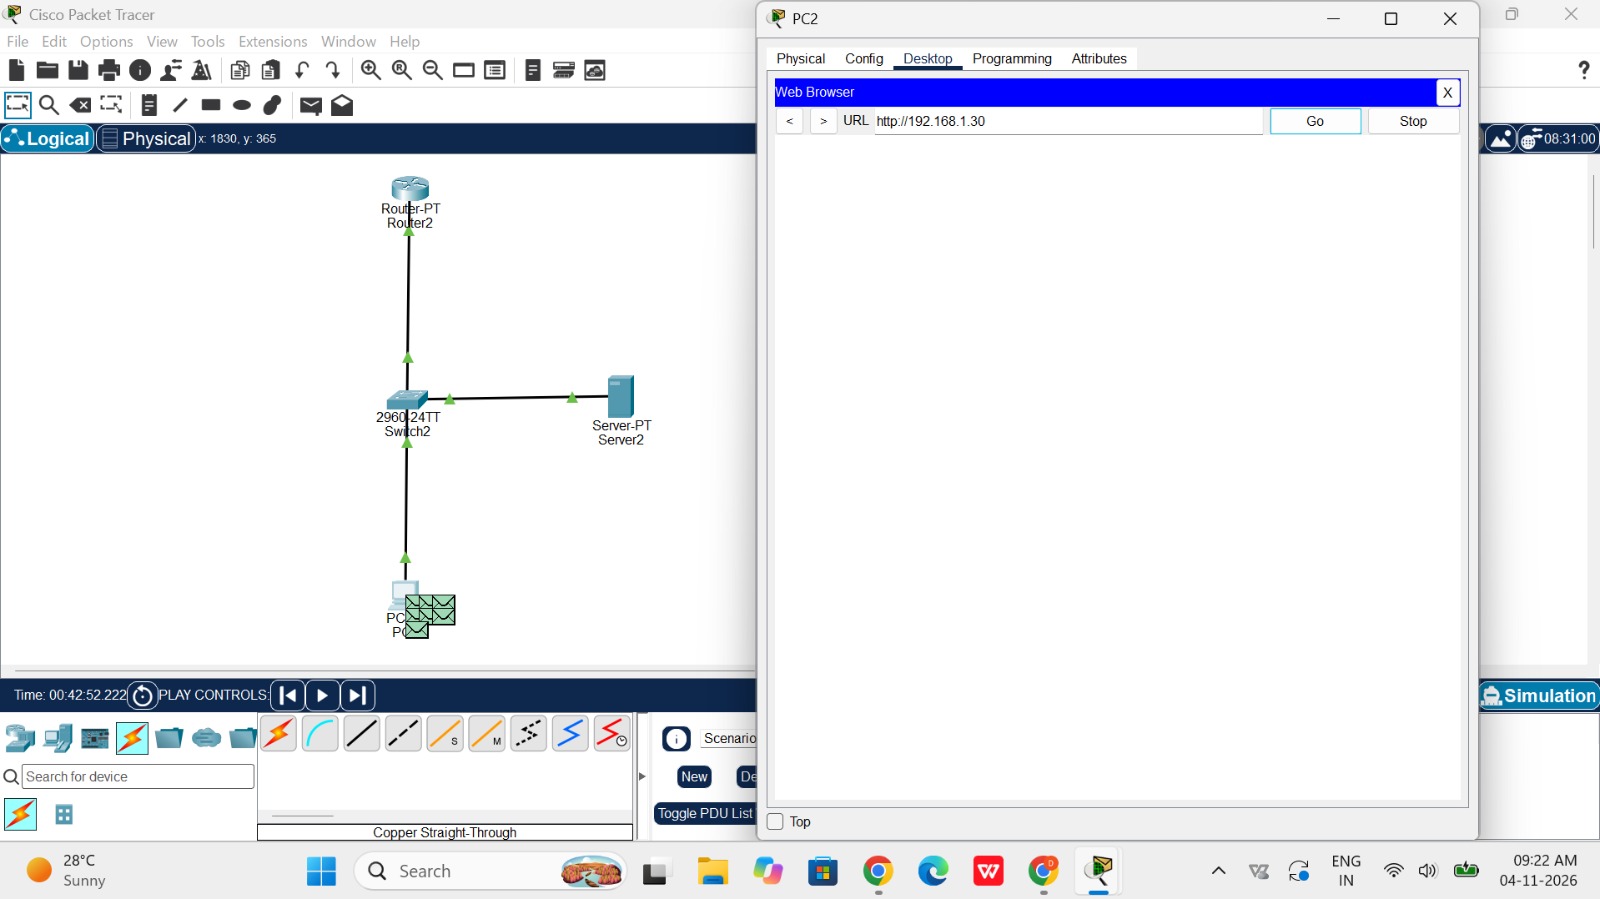 Cisco Packet Tracer
File Edit Options View Tools Extensions Window Help
Logical Physical x: 1830, y: 365
08:31:00
Router-PT
Router2
2960-24TT
Switch2
Server-PT
Server2
PC
PC
Time: 00:42:52.222 PLAY CONTROLS:
Simulation
S
M
Search for device
Copper Straight-Through
Scenario
New De
Toggle PDU List
PC2
Physical Config Desktop Programming Attributes
Web Browser X
< > URL http://192.168.1.30 Go Stop
Top
?
28°C
Sunny
Search
W
D
ENG
IN
09:22 AM
04-11-2026